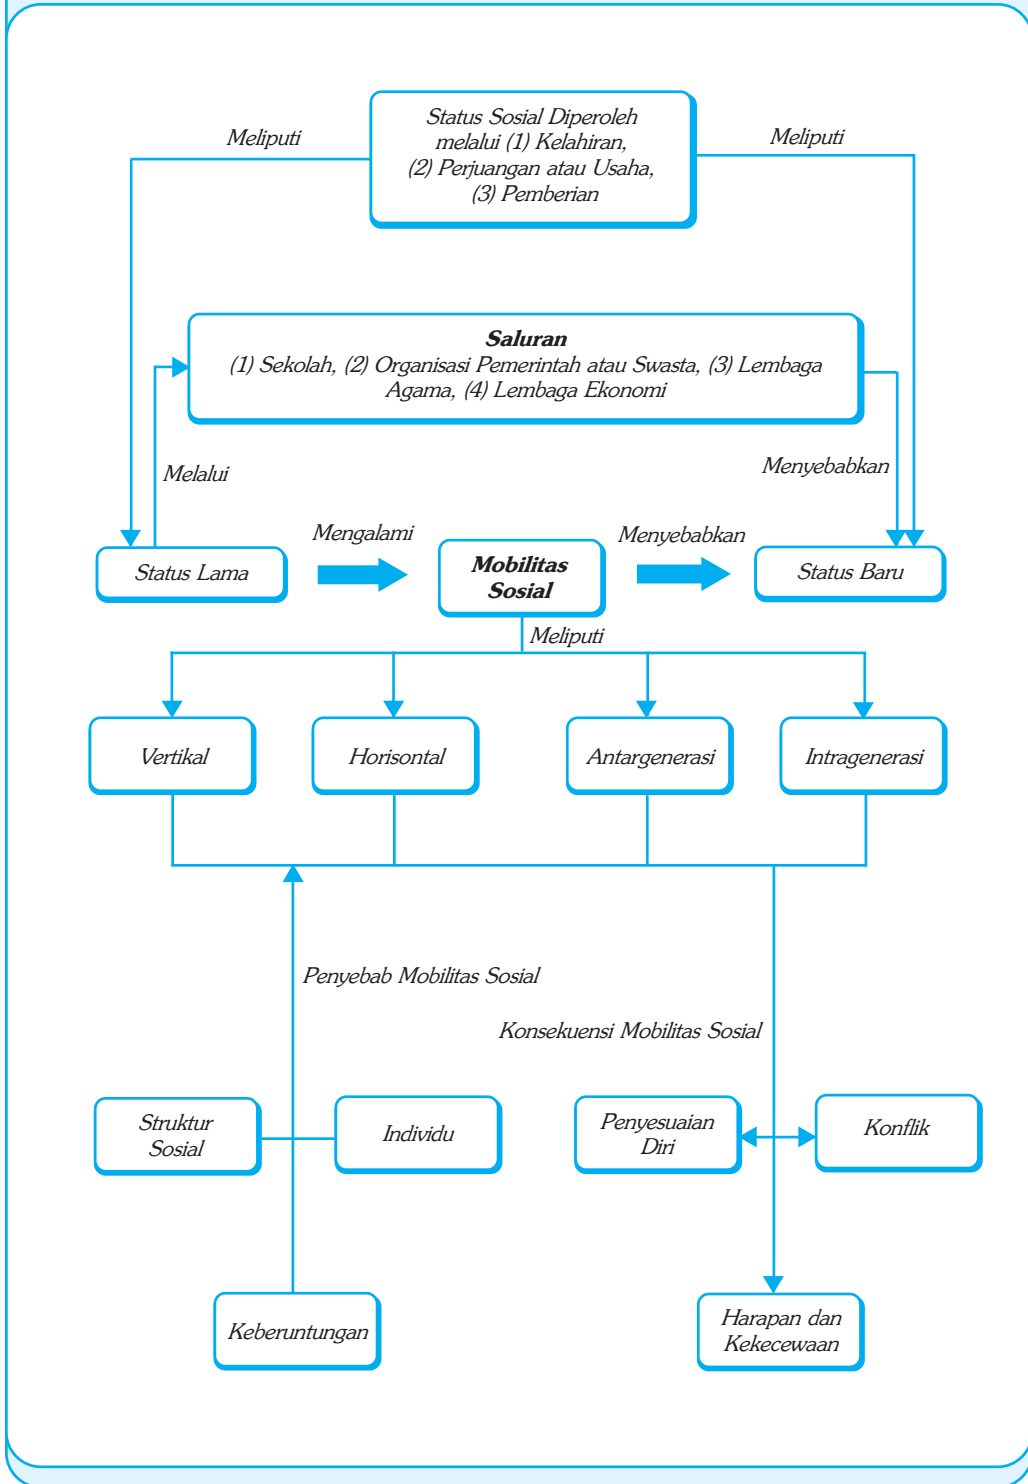 Status Sosial Diperoleh
melalui (1) Kelahiran,
(2) Perjuangan atau Usaha,
(3) Pemberian
Meliputi
Meliputi
Saluran
(1) Sekolah, (2) Organisasi Pemerintah atau Swasta, (3) Lembaga
Agama, (4) Lembaga Ekonomi
Melalui
Menyebabkan
Status Lama
Mengalami
Mobilitas
Sosial
Menyebabkan
Status Baru
Meliputi
Vertikal
Horisontal
Antargenerasi
Intragenerasi
Penyebab Mobilitas Sosial
Konsekuensi Mobilitas Sosial
Struktur
Sosial
Individu
Penyesuaian
Diri
Konflik
Keberuntungan
Harapan dan
Kekecewaan